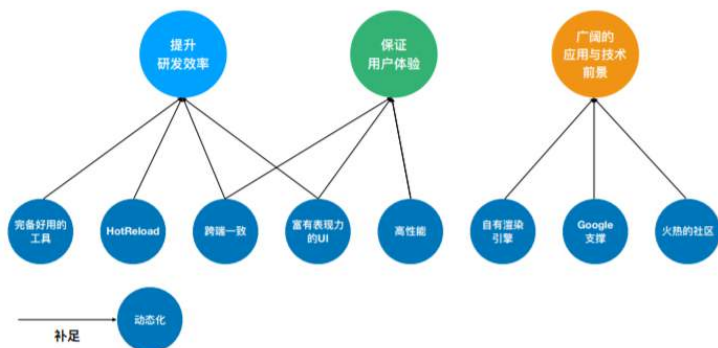 提升
研发效率
保证
用户体验
广阔的
应用与技术
前景
完备好用的
工具
HotReload
跨端一致
富有表现力
的UI
高性能
自有渲染
引擎
Google
支撑
火热的社区
补足
动态化